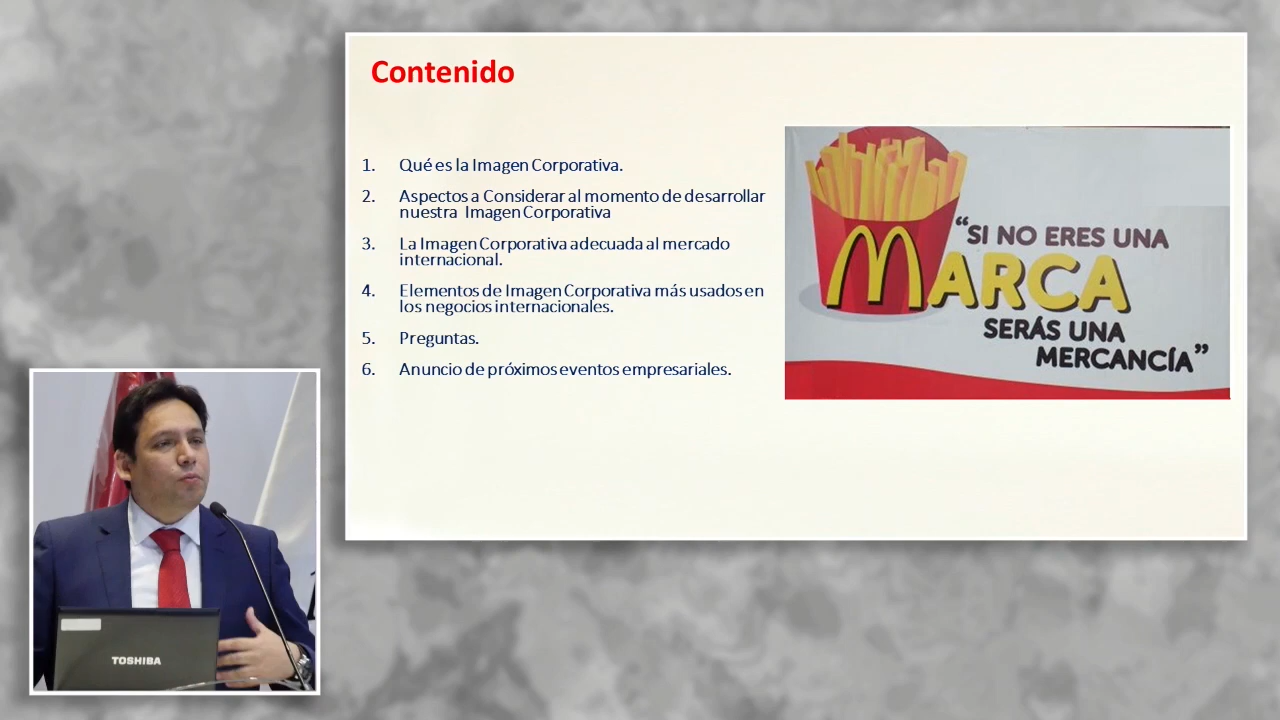 Contenido
1. Qué es la Imagen Corporativa.
2. Aspectos a Considerar al momento de desarrollar
nuestra Imagen Corporativa
3. La Imagen Corporativa adecuada al mercado
internacional.
4. Elementos de Imagen Corporativa más usados en
los negocios internacionales.
5. Preguntas.
6. Anuncio de próximos eventos empresariales.
“SI NO ERES UNA
MARCA
SERÁS UNA
MERCANCÍA”
TOSHIBA